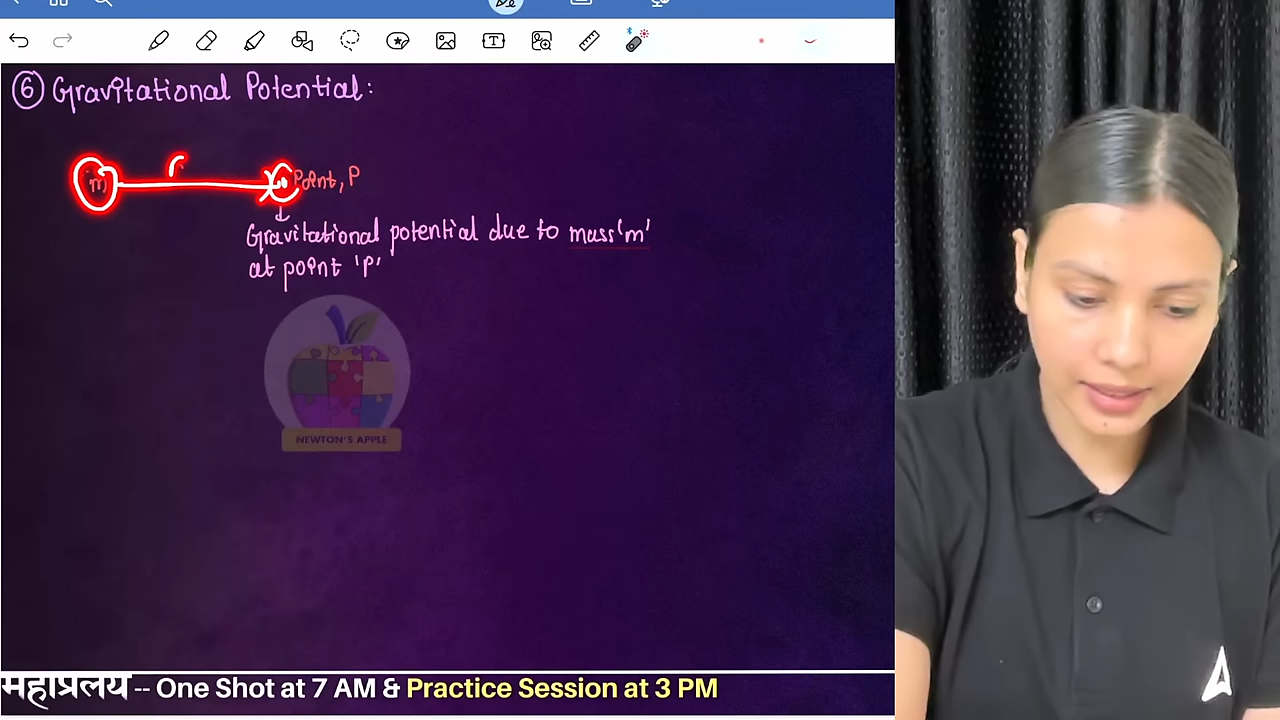 ⑥ Gravitational Potential:
m r Point, P
↓
Gravitational potential due to mass 'm'
at point 'P'
NEWTON'S APPLE
महाप्रलय -- One Shot at 7 AM & Practice Session at 3 PM